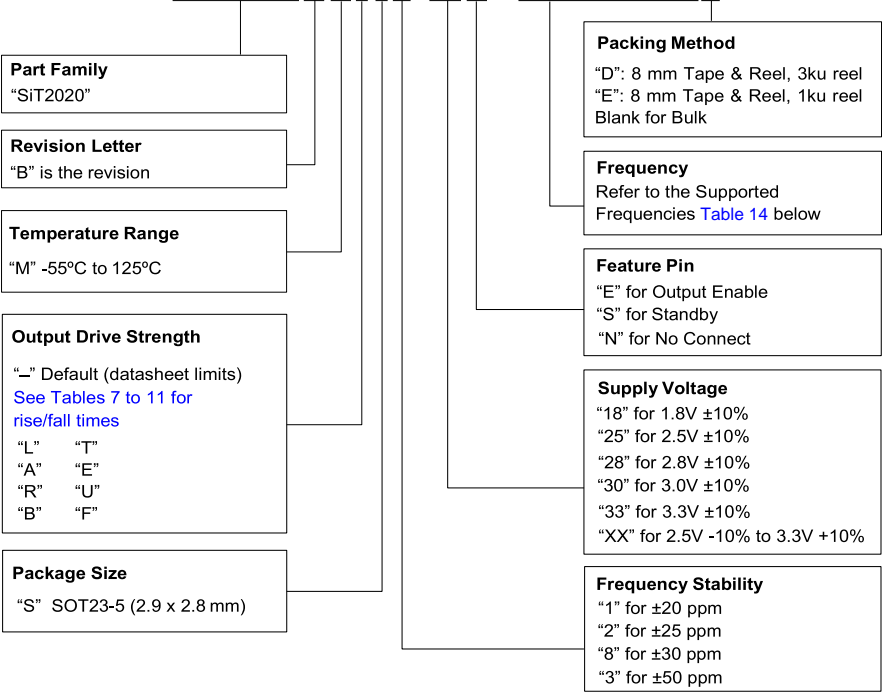 Part Family
“SiT2020”
Revision Letter
“B” is the revision
Temperature Range
“M” -55ºC to 125ºC
Output Drive Strength
“–” Default (datasheet limits)
See Tables 7 to 11 for
rise/fall times
“L” “T”
“A” “E”
“R” “U”
“B” “F”
Package Size
“S” SOT23-5 (2.9 x 2.8 mm)
Packing Method
“D”: 8 mm Tape & Reel, 3ku reel
“E”: 8 mm Tape & Reel, 1ku reel
Blank for Bulk
Frequency
Refer to the Supported
Frequencies Table 14 below
Feature Pin
“E” for Output Enable
“S” for Standby
“N” for No Connect
Supply Voltage
“18” for 1.8V ±10%
“25” for 2.5V ±10%
“28” for 2.8V ±10%
“30” for 3.0V ±10%
“33” for 3.3V ±10%
“XX” for 2.5V -10% to 3.3V +10%
Frequency Stability
“1” for ±20 ppm
“2” for ±25 ppm
“8” for ±30 ppm
“3” for ±50 ppm